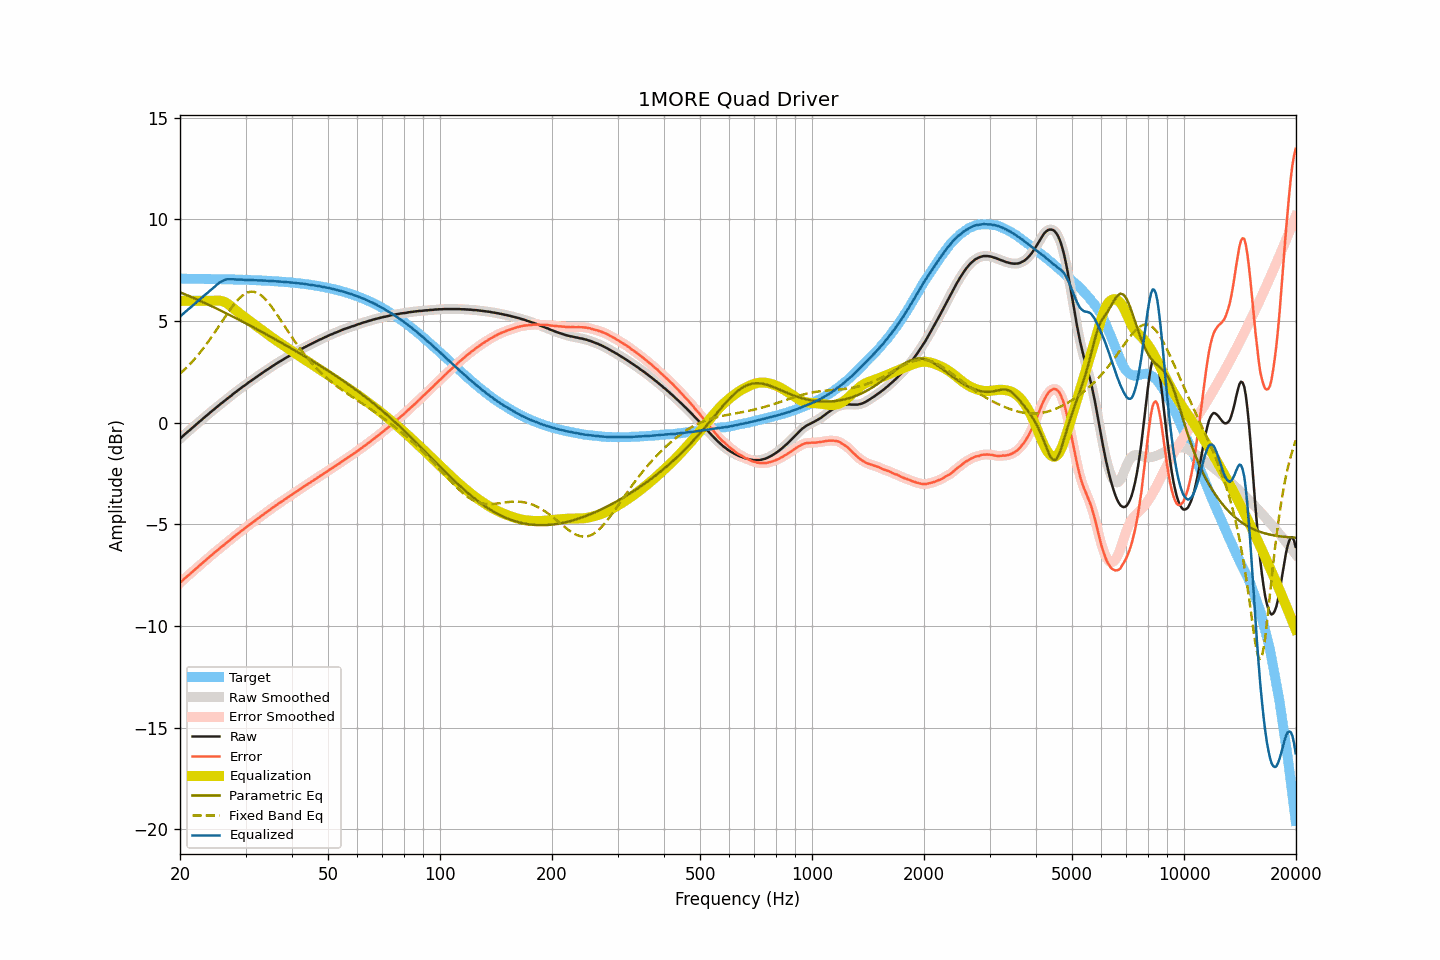 1MORE Quad Driver
15
10
5
0
−5
−10
−15
−20
Amplitude (dBr)
Target
Raw Smoothed
Error Smoothed
Raw
Error
Equalization
Parametric Eq
Fixed Band Eq
Equalized
20 50 100 200 500 1000 2000 5000 10000 20000
Frequency (Hz)